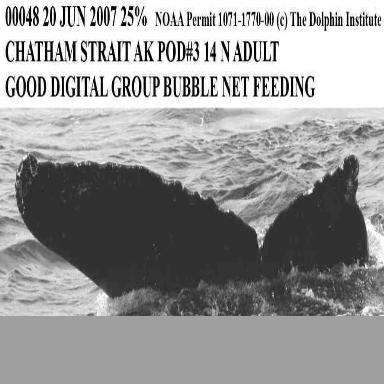 00048 20 JUN 2007 25% NOAA Permit 1071-1770-00 (c) The Dolphin Institute
CHATHAM STRAIT AK POD#3 14 N ADULT
GOOD DIGITAL GROUP BUBBLE NET FEEDING